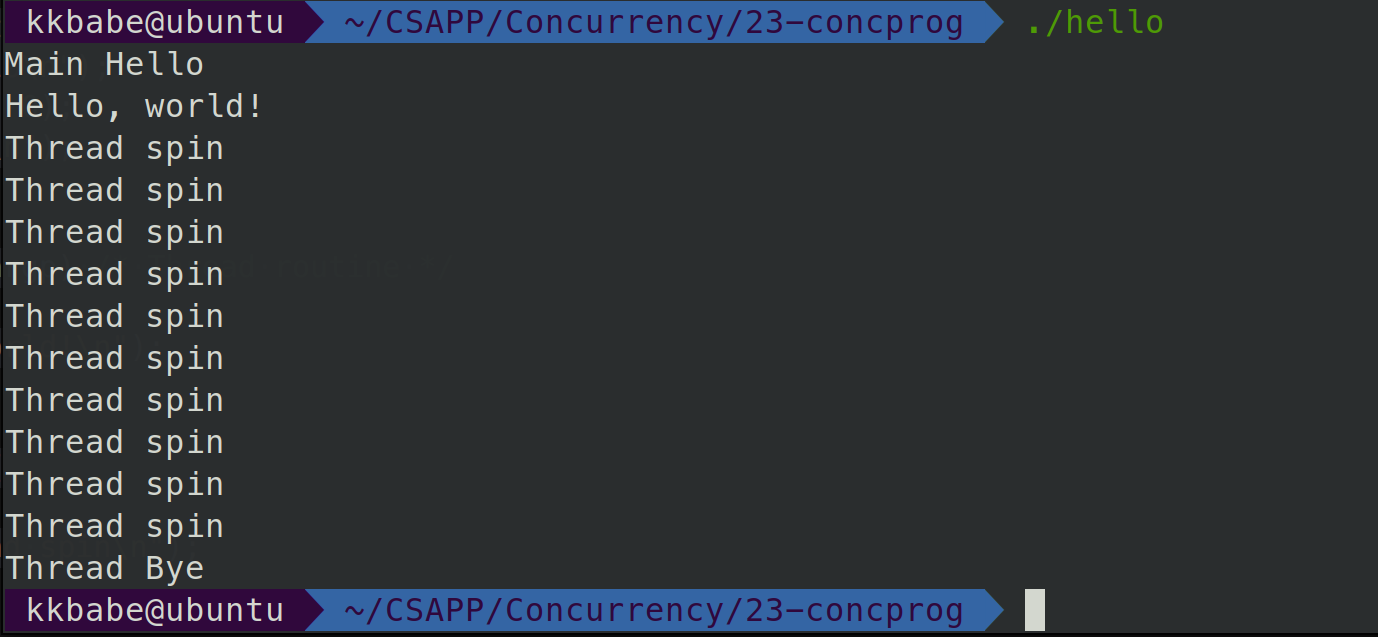 kkbabe@ubuntu ~/CSAPP/Concurrency/23-concprog ./hello
Main Hello
Hello, world!
Thread spin
Thread spin
Thread spin
Thread spin
Thread spin
Thread spin
Thread spin
Thread spin
Thread spin
Thread spin
Thread Bye
kkbabe@ubuntu ~/CSAPP/Concurrency/23-concprog